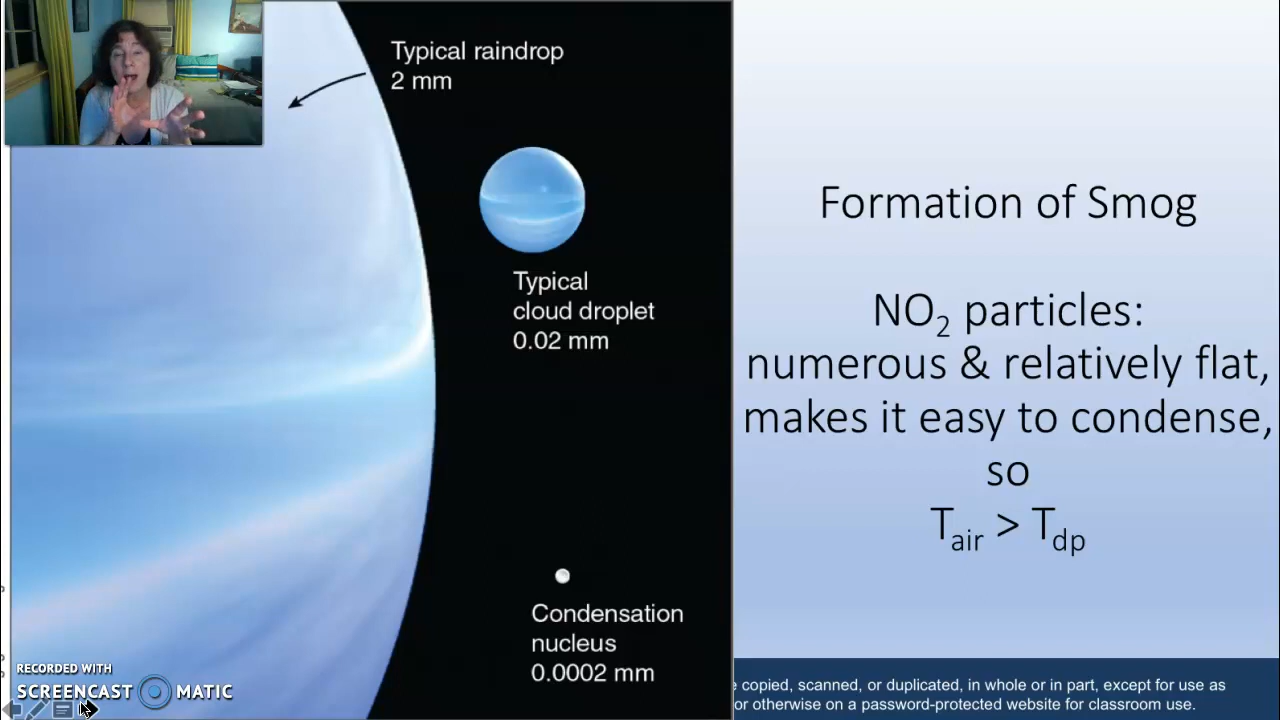 Typical raindrop
2 mm
Typical
cloud droplet
0.02 mm
Condensation
nucleus
0.0002 mm
Formation of Smog
NO₂ particles:
numerous & relatively flat,
makes it easy to condense,
so
Tair > Tdp
copied, scanned, or duplicated, in whole or in part, except for use as
or otherwise on a password-protected website for classroom use.
RECORDED WITH
SCREENCAST MATIC